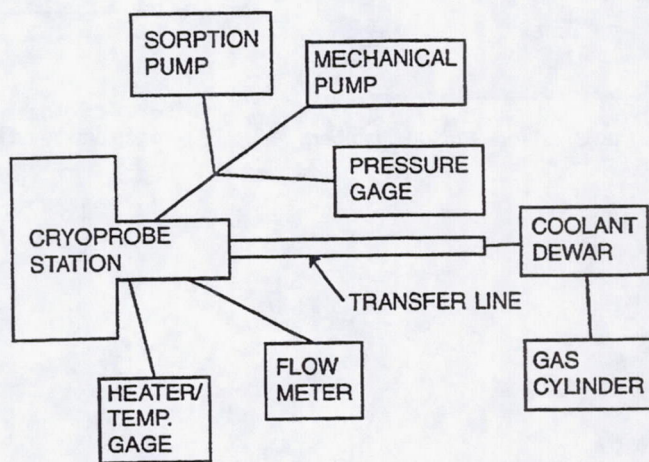 SORPTION
PUMP
MECHANICAL
PUMP
PRESSURE
GAGE
CRYOPROBE
STATION
COOLANT
DEWAR
TRANSFER LINE
FLOW
METER
GAS
CYLINDER
HEATER/
TEMP.
GAGE